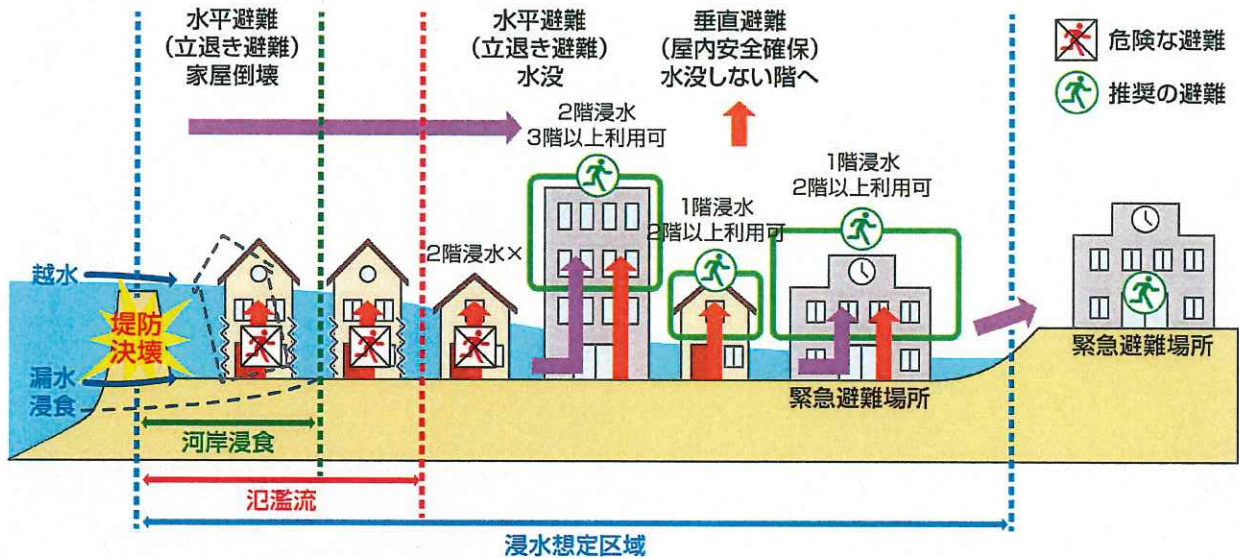 水平避難
(立退き避難)
家屋倒壊
水平避難
(立退き避難)
水没
垂直避難
(屋内安全確保)
水没しない階へ
危険な避難
推奨の避難
2階浸水
3階以上利用可
1階浸水
2階以上利用可
1階浸水
2階以上利用可
2階浸水×
越水
堤防
決壊
漏水
浸食
緊急避難場所
緊急避難場所
河岸浸食
氾濫流
浸水想定区域